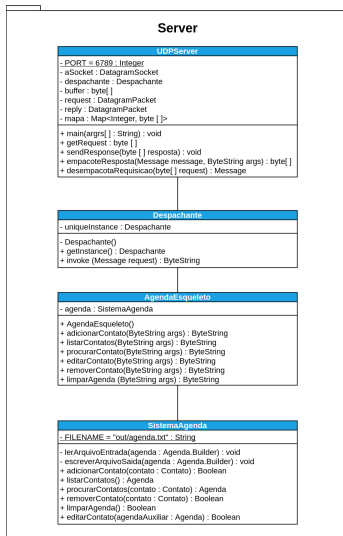 Server
UDPServer
- PORT = 6789 : Integer
- aSocket : DatagramSocket
- despachante : Despachante
- buffer : byte[ ]
- request : DatagramPacket
- reply : DatagramPacket
- mapa : Map<Integer, byte [ ]>
+ main(argrs[ ] : String) : void
+ getRequest : byte [ ]
+ sendResponse(byte [ ] resposta) : void
+ empacoteResposta(Message message, ByteString args) : byte[ ]
+ desempacotaRequisicao(byte[ ] request) : Message
Despachante
- uniqueInstance : Despachante
- Despachante()
+ getInstance() : Despachante
+ invoke (Message request) : ByteString
AgendaEsqueleto
- agenda : SistemaAgenda
+ AgendaEsqueleto()
+ adicionarContato(ByteString args) : ByteString
+ listarContatos(ByteString args) : ByteString
+ procurarContato(ByteString args) : ByteString
+ editarContato(ByteString args) : ByteString
+ removerContato(ByteString args) : ByteString
+ limparAgenda (ByteString args) : ByteString
SistemaAgenda
- FILENAME = "out/agenda.txt" : String
- lerArquivoEntrada(agenda : Agenda.Builder) : void
- escreverArquivoSaida(agenda : Agenda.Builder) : void
+ adicionarContato(contato : Contato) : Boolean
+ listarContatos() : Agenda
+ procurarContatos(contato : Contato) : Agenda
+ removerContato(contato : Contato) : Boolean
+ limparAgenda() : Boolean
+ editarContato(agendaAuxiliar : Agenda) : Boolean